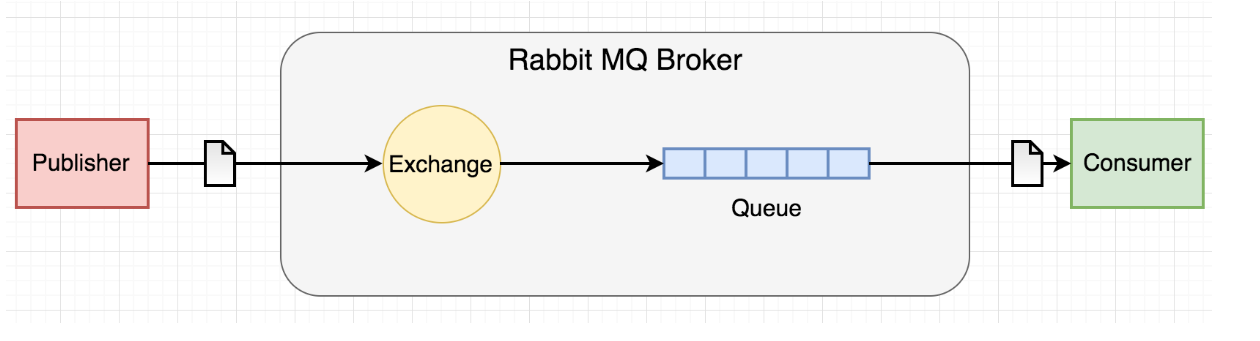 Rabbit MQ Broker
Publisher
Exchange
Queue
Consumer